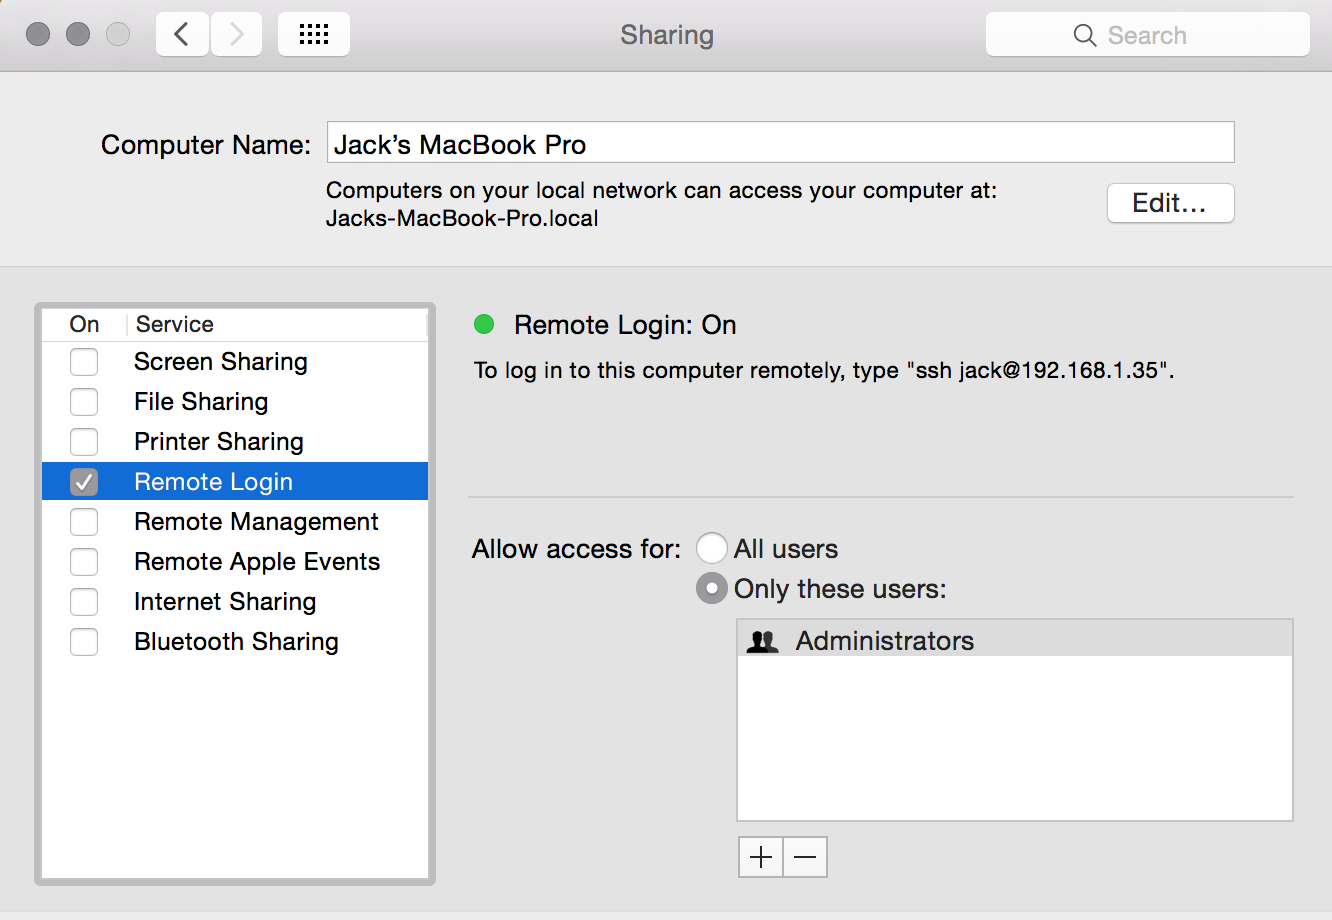 Sharing
Search
Computer Name:
Jack’s MacBook Pro
Computers on your local network can access your computer at:
Jacks-MacBook-Pro.local
Edit...
On Service
Screen Sharing
File Sharing
Printer Sharing
Remote Login
Remote Management
Remote Apple Events
Internet Sharing
Bluetooth Sharing
Remote Login: On
To log in to this computer remotely, type "ssh jack@192.168.1.35".
Allow access for:
All users
Only these users:
Administrators